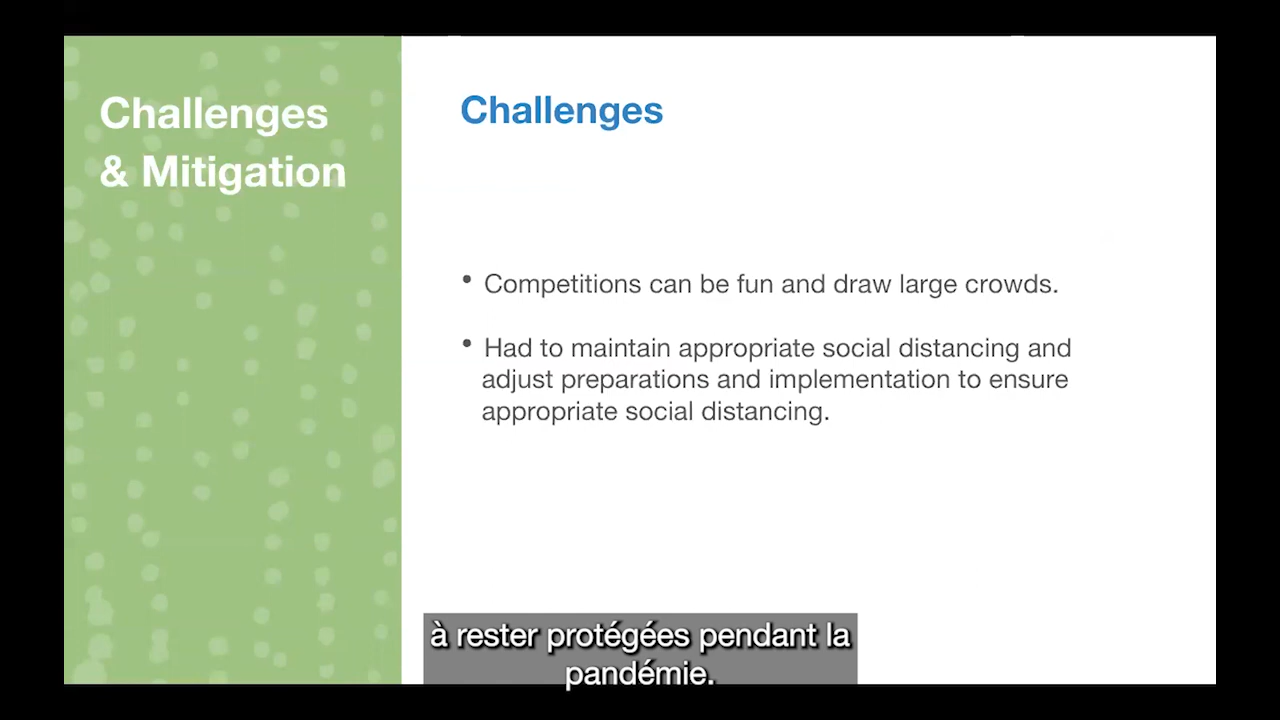 Challenges
& Mitigation
Challenges
• Competitions can be fun and draw large crowds.
• Had to maintain appropriate social distancing and
adjust preparations and implementation to ensure
appropriate social distancing.
à rester protégées pendant la
pandémie.